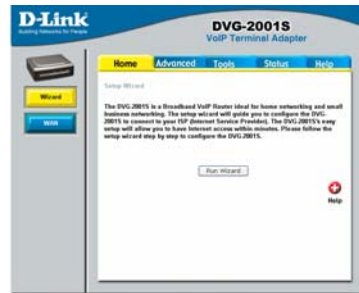 D-Link
Building Networks for People
DVG-2001S
VoIP Terminal Adapter
Home Advanced Tools Status Help
Wizard
WAN
Setup Wizard
The DVG-2001S is a Broadband VoIP Router ideal for home networking and small
business networking. The setup wizard will guide you to configure the DVG-
2001S to connect to your ISP (Internet Service Provider). The DVG-2001S's easy
setup will allow you to have Internet access within minutes. Please follow the
setup wizard step by step to configure the DVG-2001S.
Run Wizard
Help